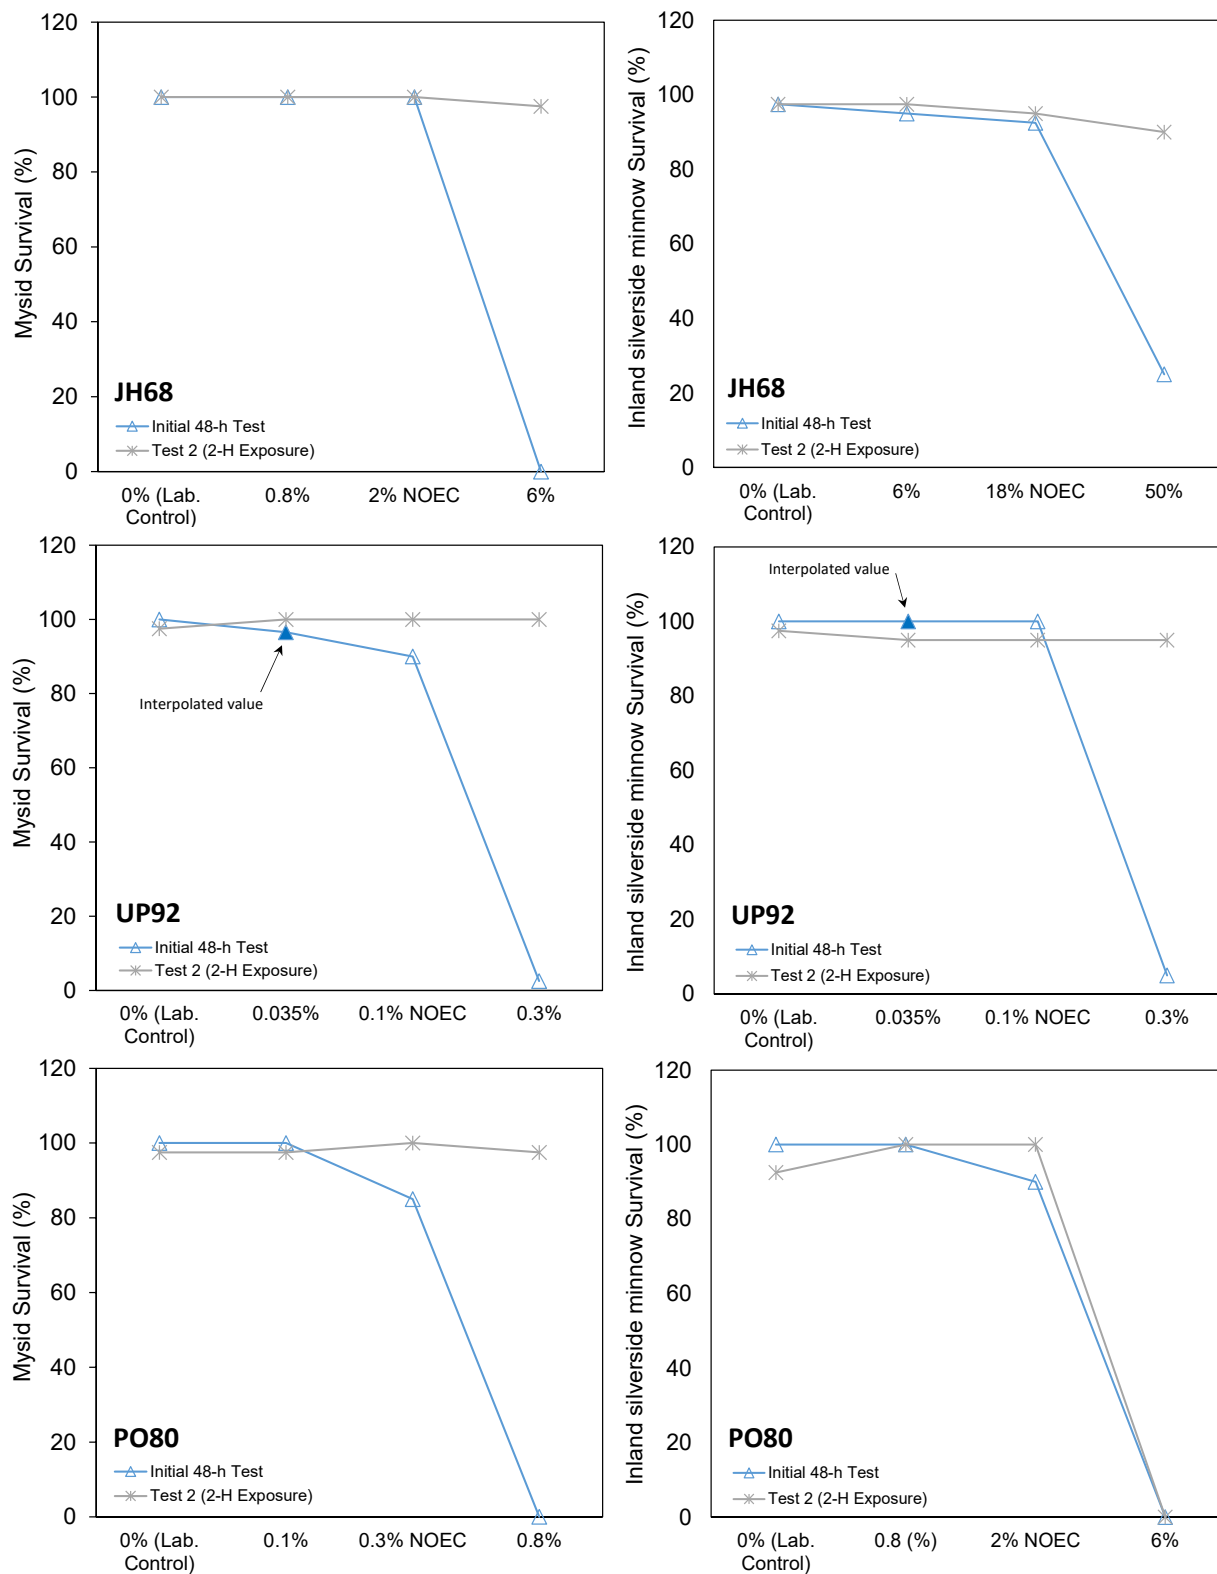 120
100
80
60
40
20
0
Mysid Survival (%)
JH68
Initial 48-h Test
Test 2 (2-H Exposure)
0% (Lab.
Control)
0.8%
2% NOEC
6%
120
100
80
60
40
20
0
Inland silverside minnow Survival (%)
JH68
Initial 48-h Test
Test 2 (2-H Exposure)
0% (Lab.
Control)
6%
18% NOEC
50%
120
100
80
60
40
20
0
Mysid Survival (%)
Interpolated value
UP92
Initial 48-h Test
Test 2 (2-H Exposure)
0% (Lab.
Control)
0.035%
0.1% NOEC
0.3%
120
100
80
60
40
20
0
Inland silverside minnow Survival (%)
Interpolated value
UP92
Initial 48-h Test
Test 2 (2-H Exposure)
0% (Lab.
Control)
0.035%
0.1% NOEC
0.3%
120
100
80
60
40
20
0
Mysid Survival (%)
PO80
Initial 48-h Test
Test 2 (2-H Exposure)
0% (Lab.
Control)
0.1%
0.3% NOEC
0.8%
120
100
80
60
40
20
0
Inland silverside minnow Survival (%)
PO80
Initial 48-h Test
Test 2 (2-H Exposure)
0% (Lab.
Control)
0.8 (%)
2% NOEC
6%